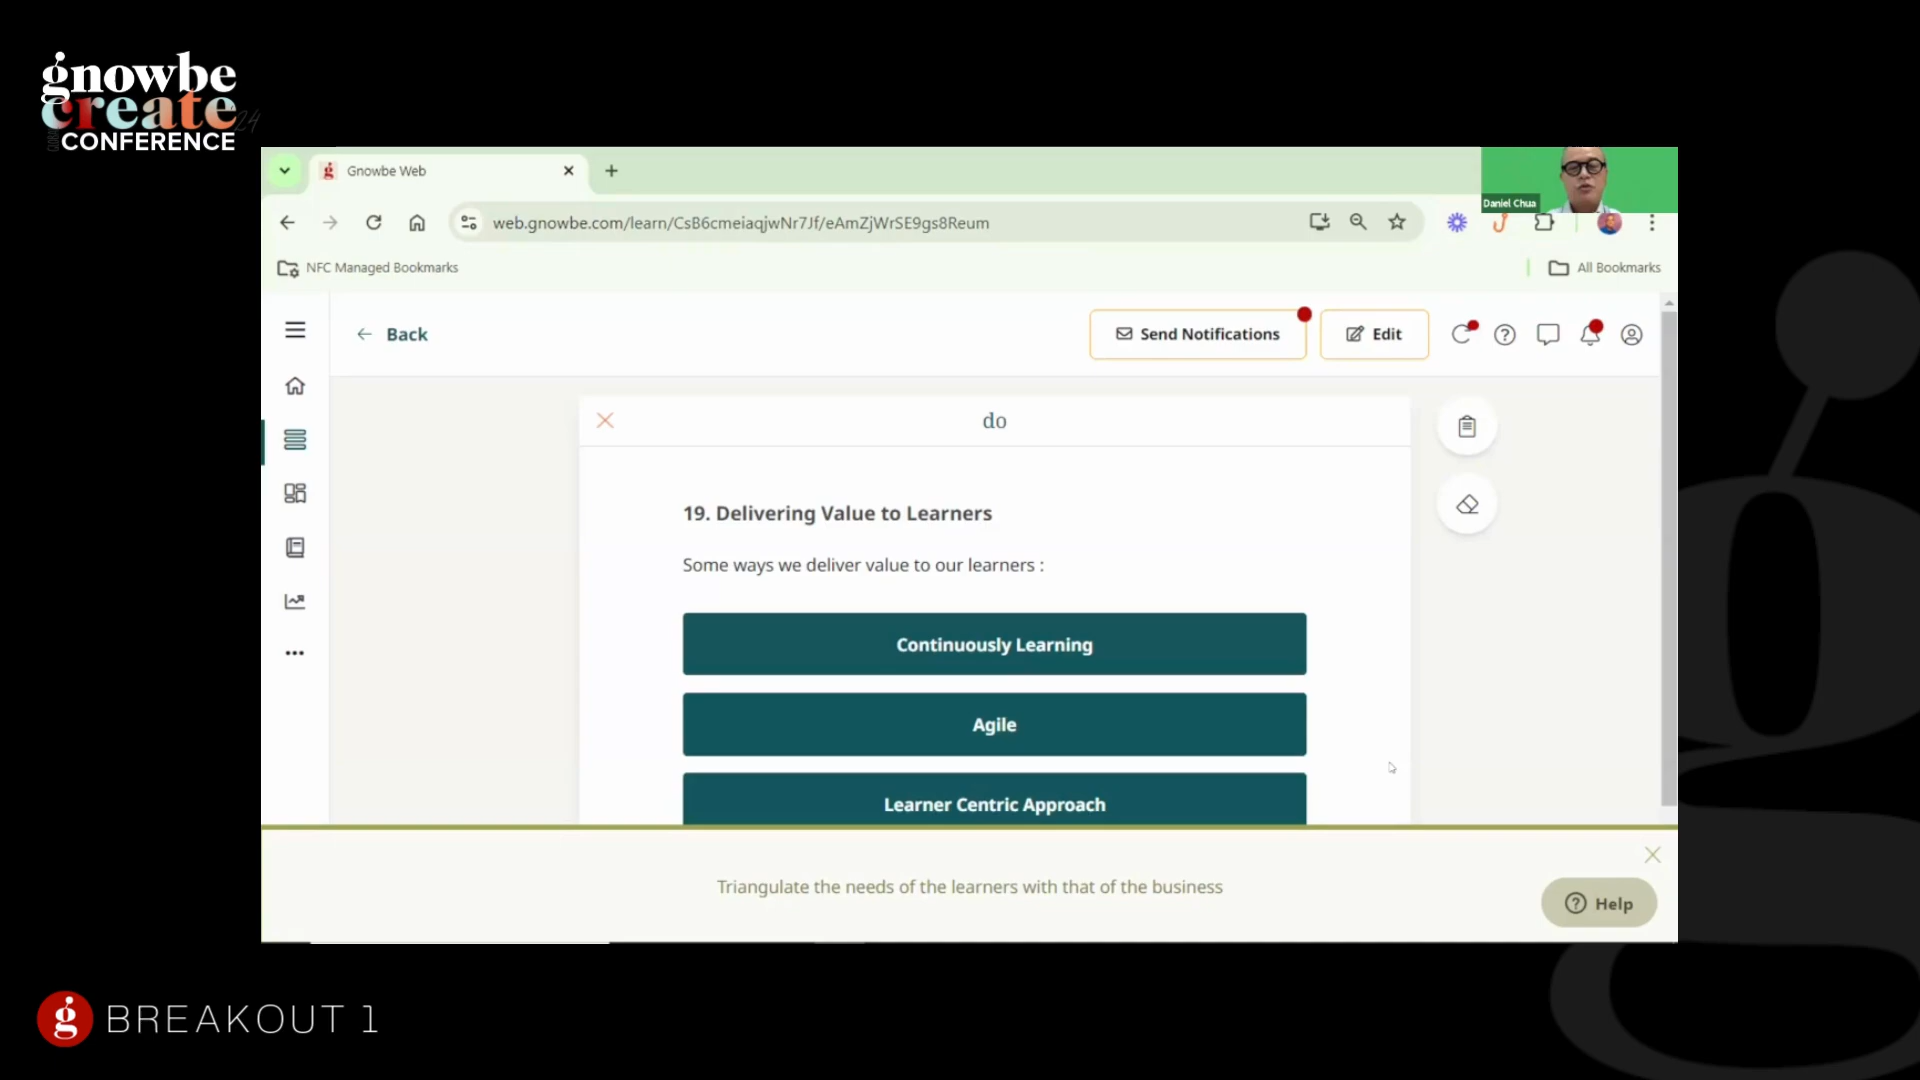 gnowbe
create '24
CONFERENCE
Gnowbe Web
Daniel Chua
web.gnowbe.com/learn/CsB6cmeiaqjwNr7Jf/eAmZjWrSE9gs8Reum
NFC Managed Bookmarks
All Bookmarks
Back
Send Notifications
Edit
do
19. Delivering Value to Learners
Some ways we deliver value to our learners :
Continuously Learning
Agile
Learner Centric Approach
Triangulate the needs of the learners with that of the business
Help
g BREAKOUT 1